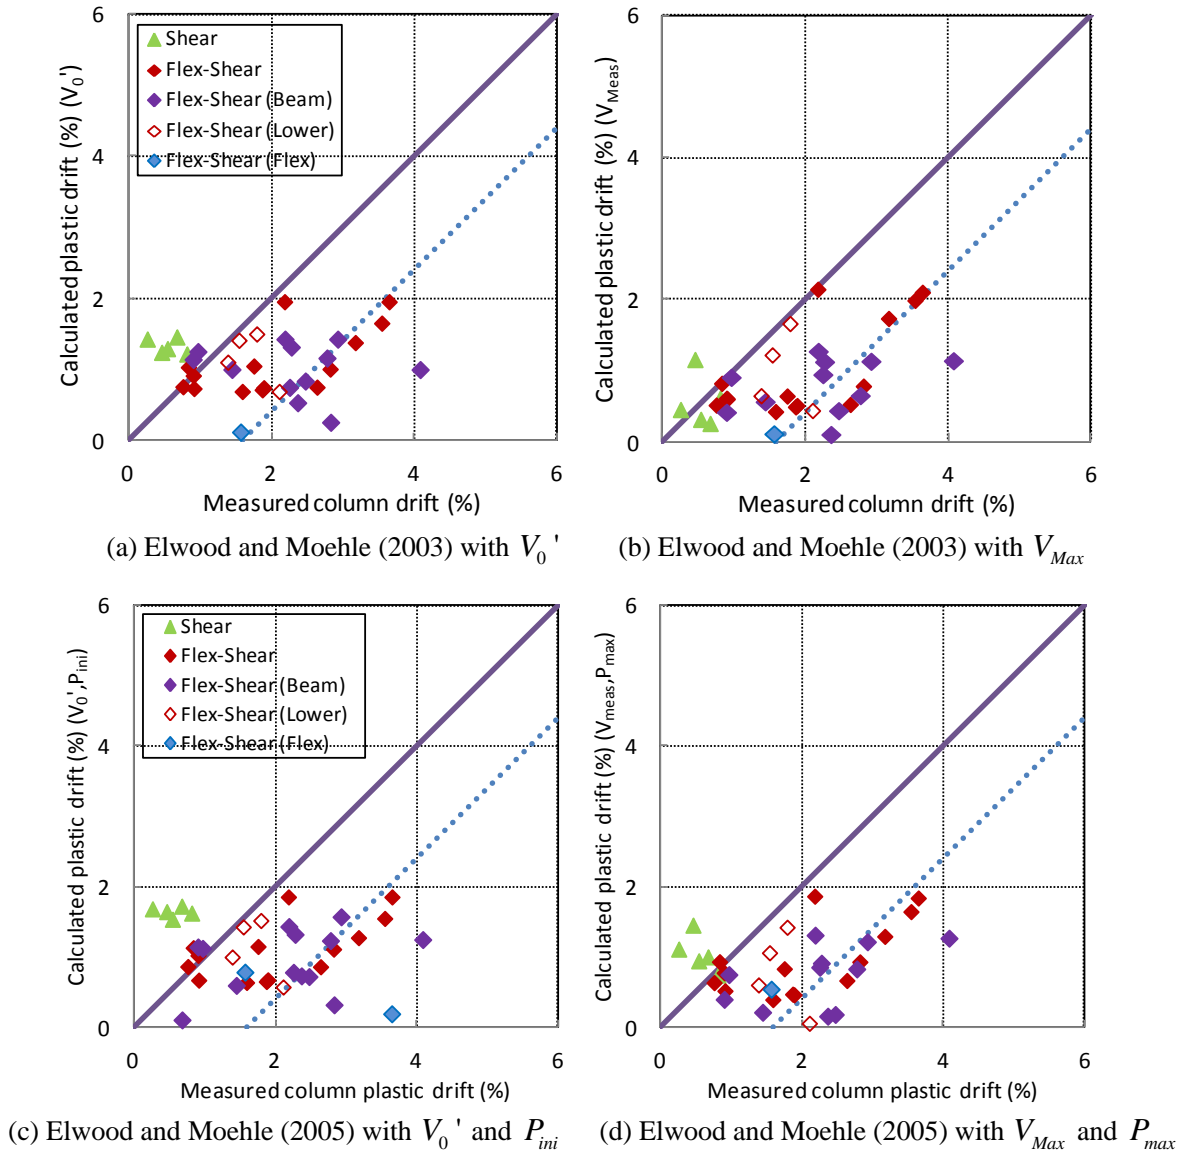 Calculated plastic drift (%) (V0')
6
4
2
0
Shear
Flex-Shear
Flex-Shear (Beam)
Flex-Shear (Lower)
Flex-Shear (Flex)
0 2 4 6
Measured column drift (%)
(a) Elwood and Moehle (2003) with V0 '
Calculated plastic drift (%) (VMeas)
6
4
2
0
0 2 4 6
Measured column drift (%)
(b) Elwood and Moehle (2003) with VMax
Calculated plastic drift (%) (V0',Pini)
6
4
2
0
Shear
Flex-Shear
Flex-Shear (Beam)
Flex-Shear (Lower)
Flex-Shear (Flex)
0 2 4 6
Measured column plastic drift (%)
(c) Elwood and Moehle (2005) with V0 ' and Pini
Calculated plastic drift (%) (Vmeas,Pmax)
6
4
2
0
0 2 4 6
Measured column plastic drift (%)
(d) Elwood and Moehle (2005) with VMax and Pmax